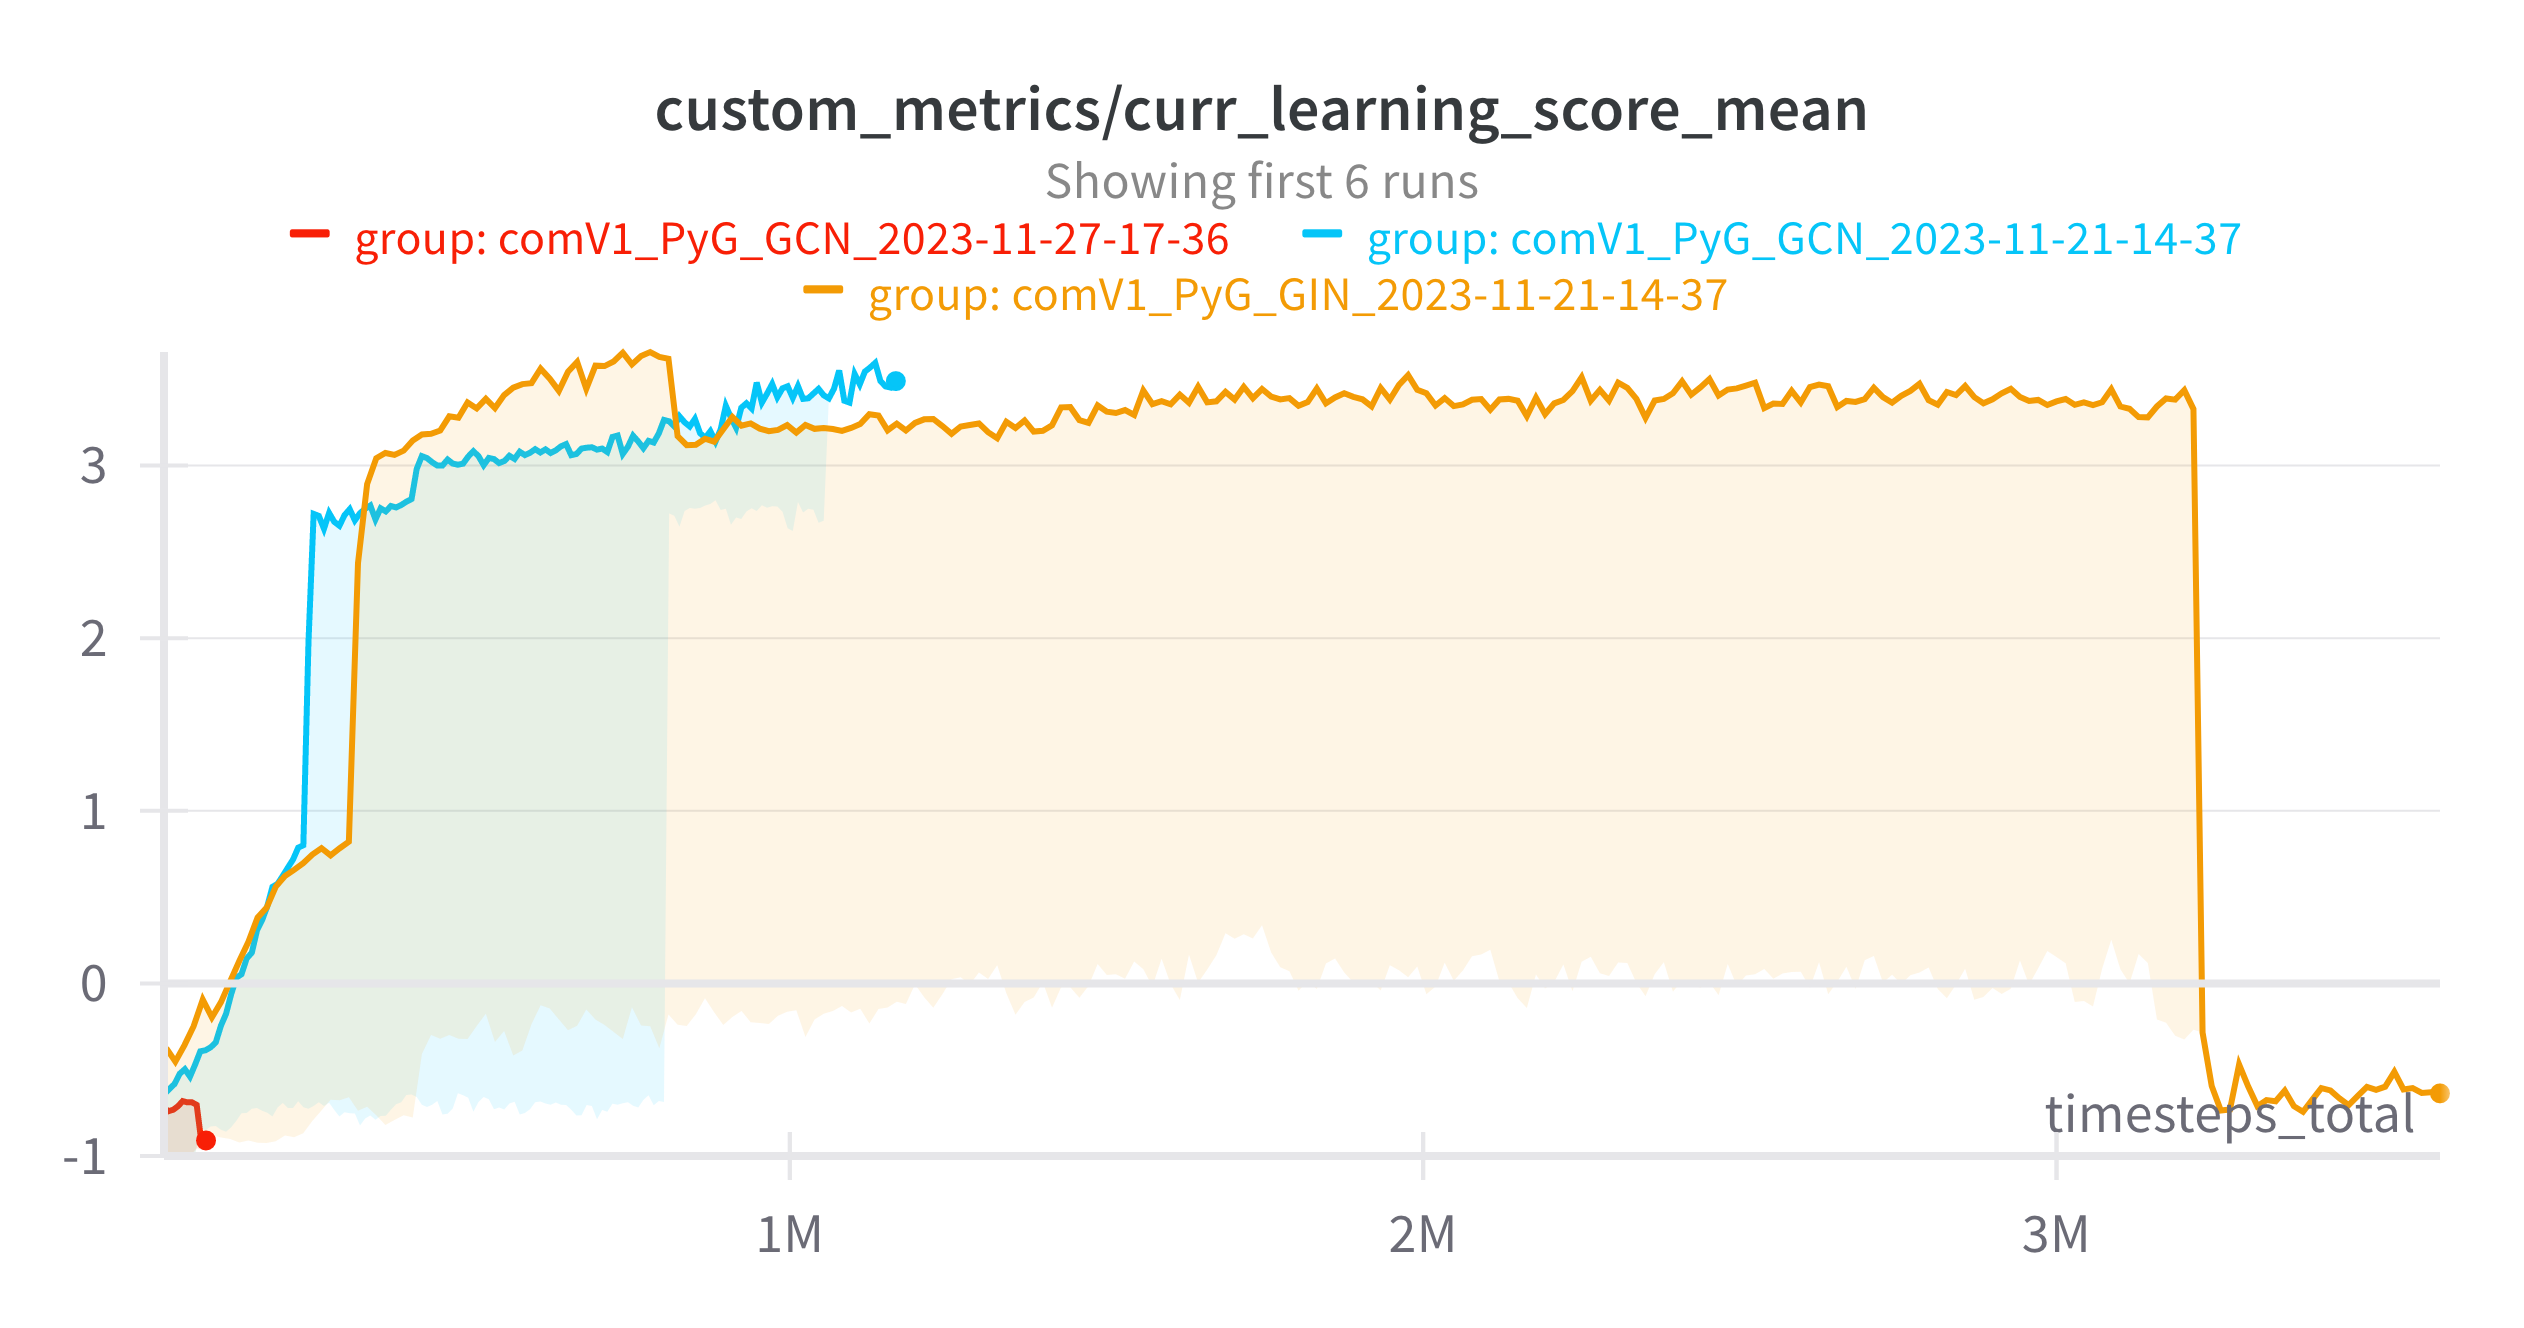 custom_metrics/curr_learning_score_mean
Showing first 6 runs
group: comV1_PyG_GCN_2023-11-27-17-36 group: comV1_PyG_GCN_2023-11-21-14-37
group: comV1_PyG_GIN_2023-11-21-14-37
3
2
1
0
-1
timesteps_total
1M 2M 3M